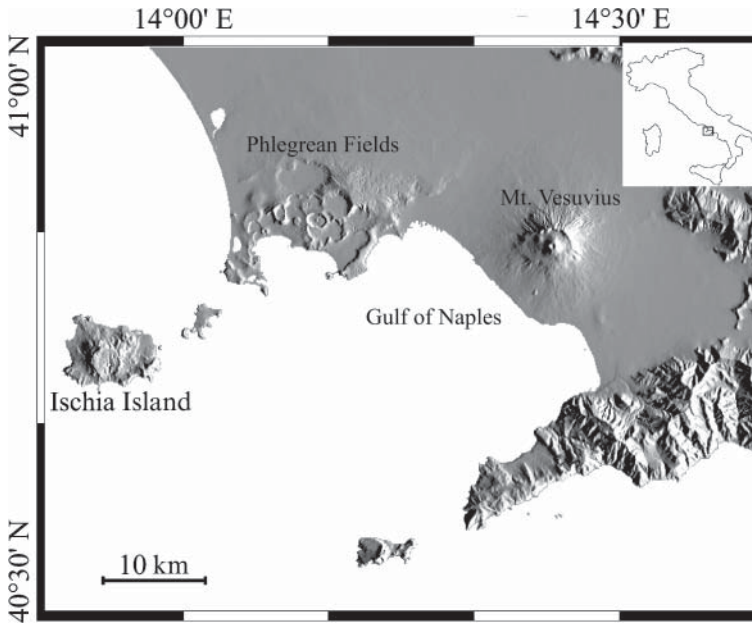 14°00' E
14°30' E
41°00' N
Phlegrean Fields
Mt. Vesuvius
Gulf of Naples
Ischia Island
10 km
40°30' N